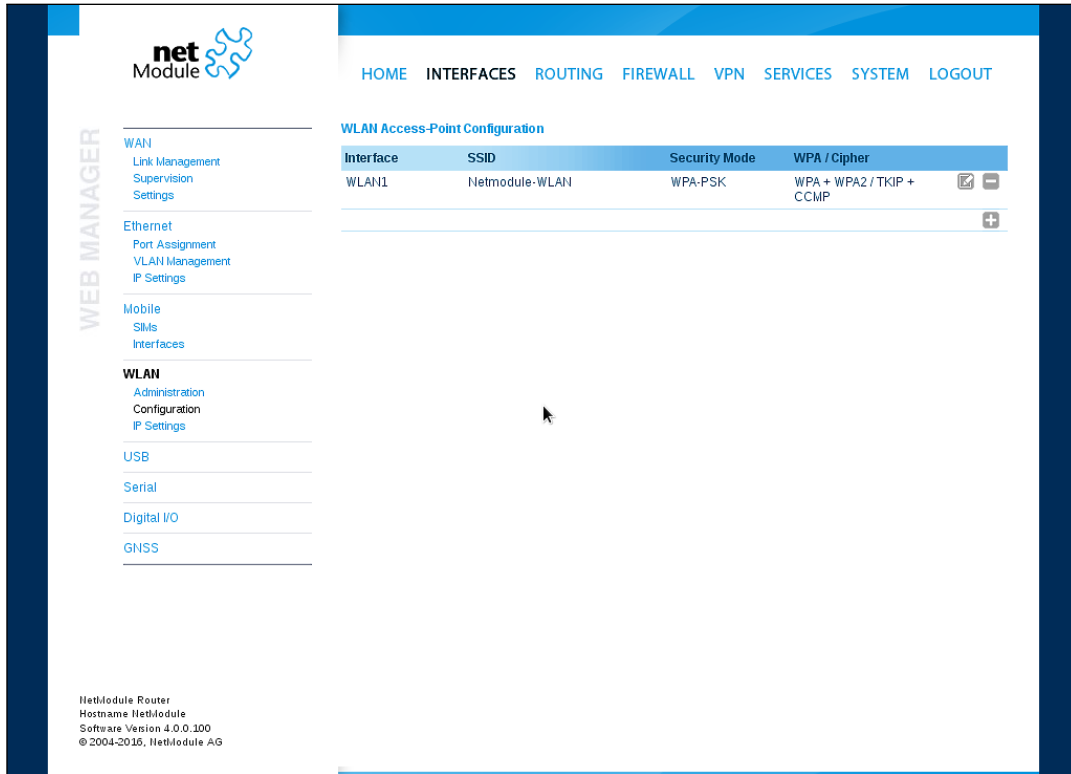 net
Module
HOME INTERFACES ROUTING FIREWALL VPN SERVICES SYSTEM LOGOUT
WEB MANAGER
WAN
Link Management
Supervision
Settings
Ethernet
Port Assignment
VLAN Management
IP Settings
Mobile
SIMs
Interfaces
WLAN
Administration
Configuration
IP Settings
USB
Serial
Digital I/O
GNSS
WLAN Access-Point Configuration
Interface SSID Security Mode WPA / Cipher
WLAN1 Netmodule-WLAN WPA-PSK WPA + WPA2 / TKIP +
CCMP
NetModule Router
Hostname NetModule
Software Version 4.0.0.100
© 2004-2016, NetModule AG